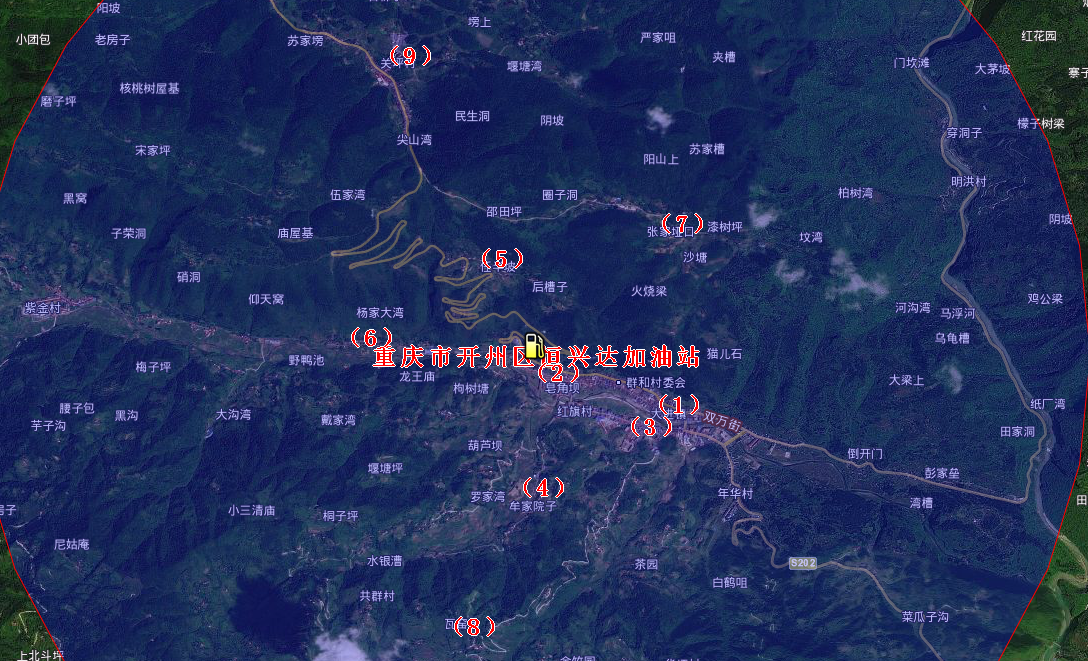 阳坡
小团包
老房子
苏家塝
塝上
严家咀
红花园
(9)
堰塘湾
夹槽
门坎滩
大茅坡
核桃树屋基
磨子坪
民生洞
阴坡
穿洞子
檬子树梁
尖山湾
宋家坪
阳山上
苏家槽
明洪村
黑窝
伍家湾
圈子洞
柏树湾
邵田坪
(7)
张家垭口
漆树坪
阴坡
子荣洞
庙屋基
坟湾
(5)
沙塘
硝洞
后槽子
火烧梁
仰天窝
鸡公梁
紫金村
杨家大湾
河沟湾
马浮河
(6)
乌龟槽
重庆市开州区恒兴达加油站
猫儿石
野鸭池
梅子坪
龙王庙
(2)
群和村委会
大梁上
枸树塘
皂角坝
腰子包
黑沟
大沟湾
红旗村
(1)
纸厂湾
芋子沟
戴家湾
(3)
双万街
田家洞
葫芦坝
倒开门
堰塘坪
彭家垒
(4)
罗家湾
牟家院子
年华村
湾槽
小三清庙
桐子坪
尼姑庵
水银漕
茶园
S202
白鹤咀
共群村
菜瓜子沟
(8)
上北斗坪